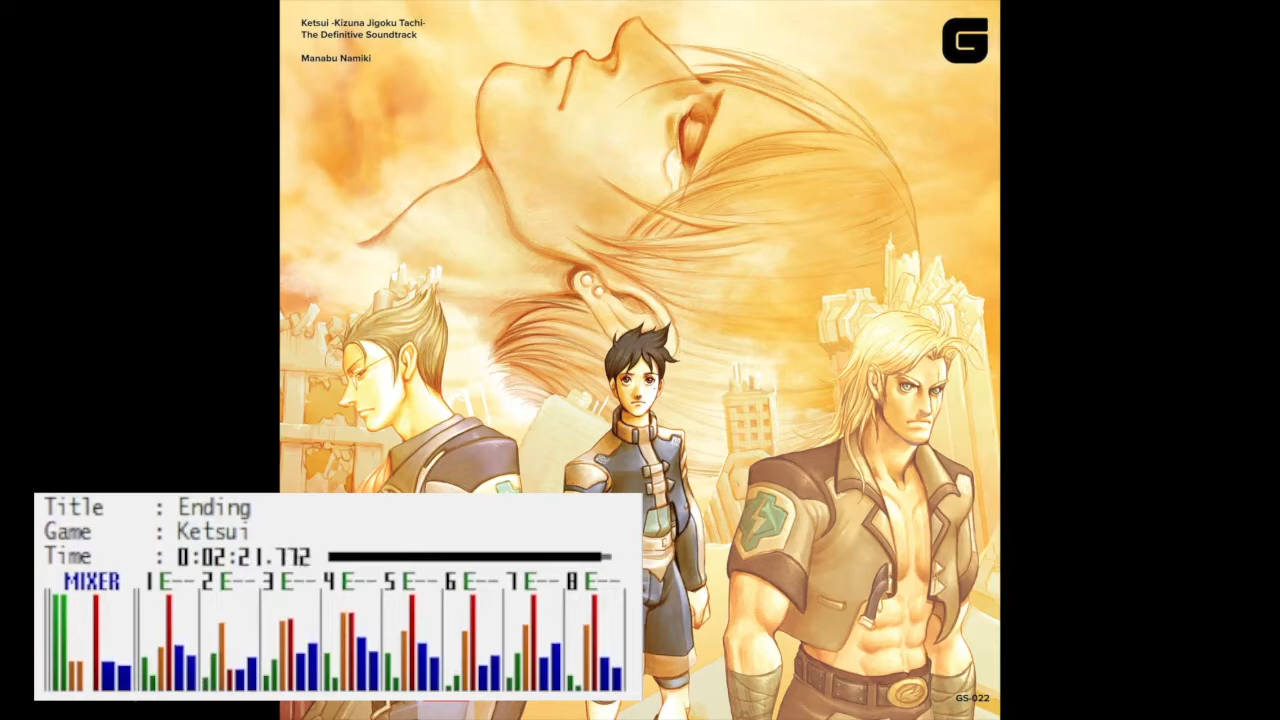 Ketsui -Kizuna Jigoku Tachi-
The Definitive Soundtrack
Manabu Namiki
G
Title : Ending
Game : Ketsui
Time : 0:02:21.772
MIXER 1 E-- 2 E-- 3 E-- 4 E-- 5 E-- 6 E-- 7 E-- 8 E--
GS-022